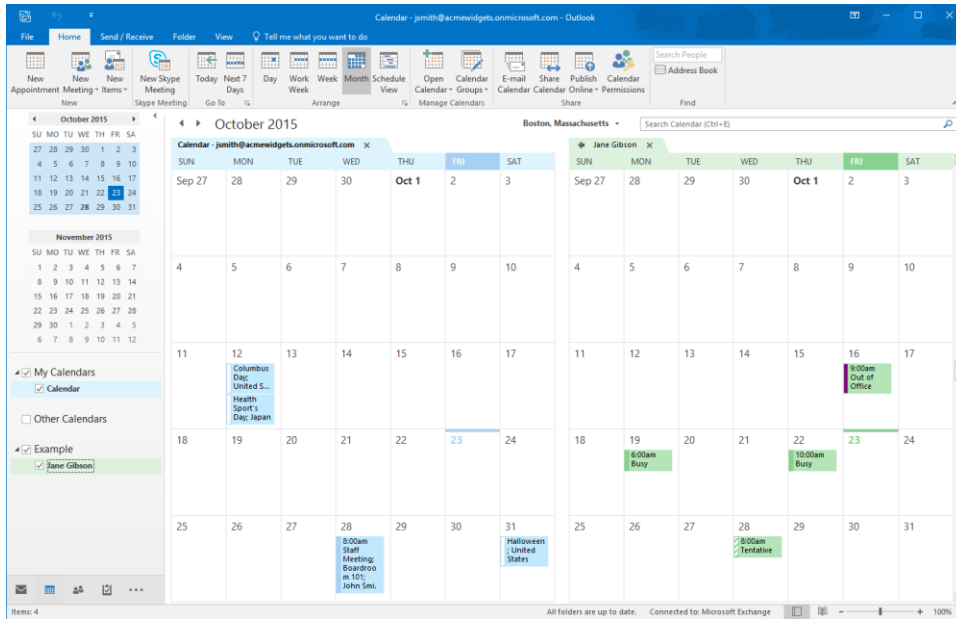 Calendar - jsmith@acmewidgets.onmicrosoft.com - Outlook
File Home Send / Receive Folder View Tell me what you want to do
New Appointment
New Meeting
New Items
New Skype Meeting
Today
Next 7 Days
Day
Work Week
Week
Month
Schedule View
Open Calendar
Calendar Groups
E-mail Calendar
Share Calendar
Publish Online
Calendar Permissions
Search People
Address Book
New Skype Meeting Go To Arrange Manage Calendars Share Find
October 2015
SU MO TU WE TH FR SA
27 28 29 30 1 2 3
4 5 6 7 8 9 10
11 12 13 14 15 16 17
18 19 20 21 22 23 24
25 26 27 28 29 30 31
November 2015
SU MO TU WE TH FR SA
1 2 3 4 5 6 7
8 9 10 11 12 13 14
15 16 17 18 19 20 21
22 23 24 25 26 27 28
29 30 1 2 3 4 5
6 7 8 9 10 11 12
My Calendars
Calendar
Other Calendars
Example
Jane Gibson
October 2015
Boston, Massachusetts
Search Calendar (Ctrl+E)
Calendar - jsmith@acmewidgets.onmicrosoft.com
SUN MON TUE WED THU FRI SAT
Sep 27 28 29 30 Oct 1 2 3
4 5 6 7 8 9 10
11 12 13 14 15 16 17
Columbus
Day;
United S...
Health
Sport's
Day; Japan
18 19 20 21 22 23 24
25 26 27 28 29 30 31
8:00am
Staff
Meeting;
Boardroo
m 101;
John Smi.
Halloween
; United
States
Jane Gibson
SUN MON TUE WED THU FRI SAT
Sep 27 28 29 30 Oct 1 2 3
4 5 6 7 8 9 10
11 12 13 14 15 16 17
9:00am
Out of
Office
18 19 20 21 22 23 24
6:00am
Busy
10:00am
Busy
25 26 27 28 29 30 31
8:00am
Tentative
Items: 4
All folders are up to date. Connected to: Microsoft Exchange
100%